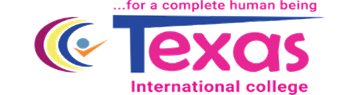 ...for a complete human being
Texas
International college